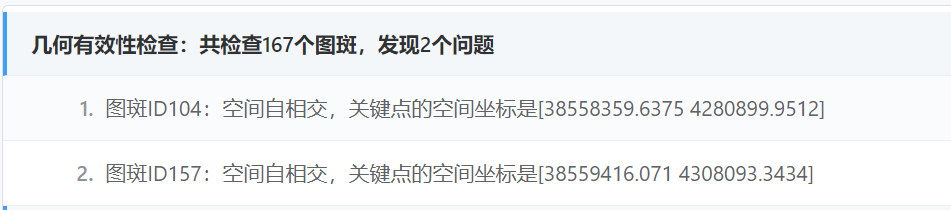 几何有效性检查：共检查167个图斑，发现2个问题
1. 图斑ID104：空间自相交，关键点的空间坐标是[38558359.6375 4280899.9512]
2. 图斑ID157：空间自相交，关键点的空间坐标是[38559416.071 4308093.3434]